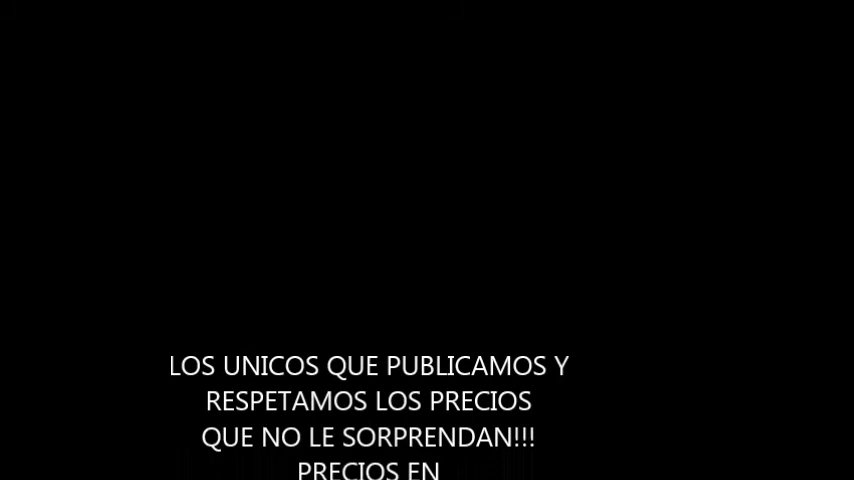 LOS UNICOS QUE PUBLICAMOS Y
RESPETAMOS LOS PRECIOS
QUE NO LE SORPRENDAN!!!
PRECIOS EN